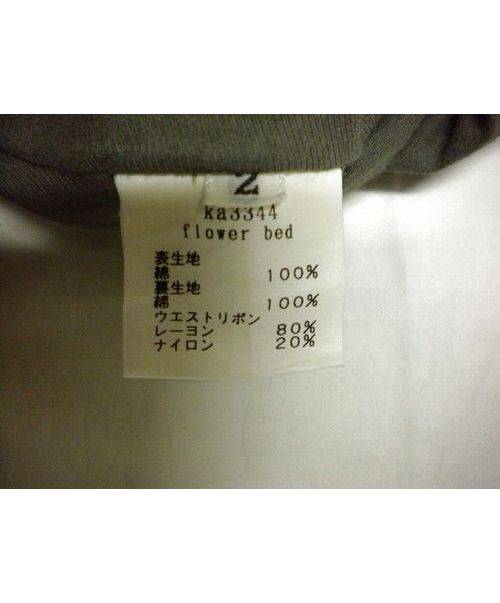 2
ka3344
flower bed
表生地
綿 100%
裏生地
綿 100%
ウエストリボン
レーヨン 80%
ナイロン 20%